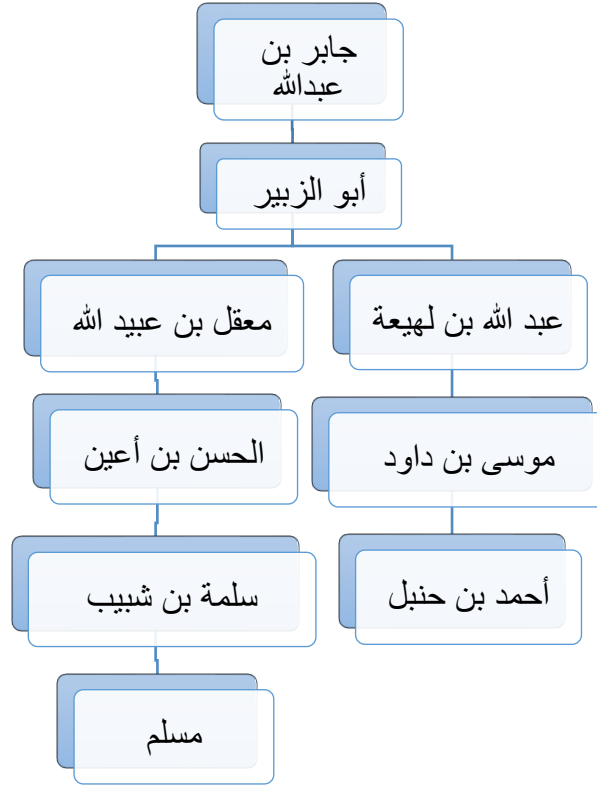 جابر بن
عبدالله
أبو الزبير
عبد الله بن لهيعة
معقل بن عبيد الله
موسى بن داود
الحسن بن أعين
أحمد بن حنبل
سلمة بن شبيب
مسلم